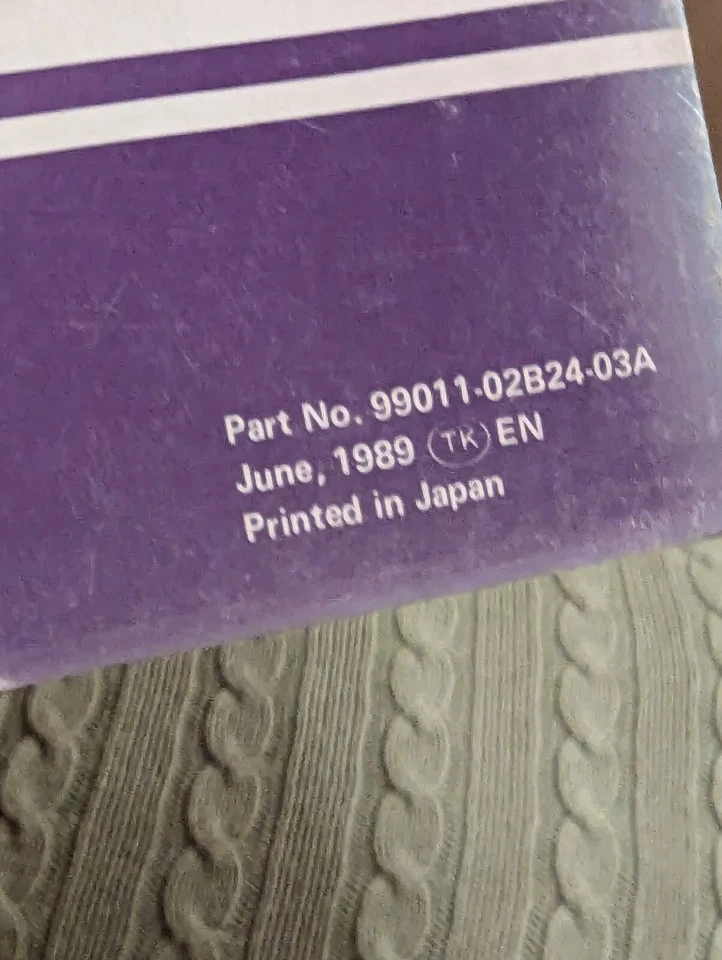 Part No. 99011-02B24-03A
June, 1989 (TK) EN
Printed in Japan